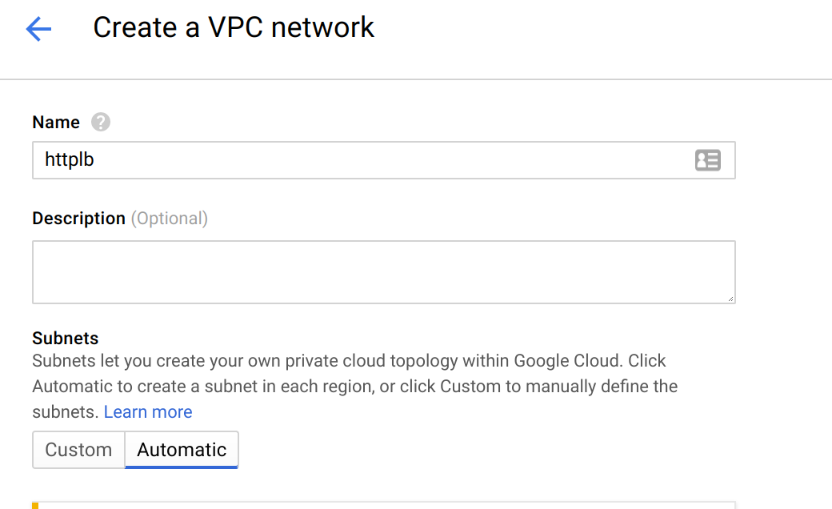 Create a VPC network
Name ?
httplb
Description (Optional)
Subnets
Subnets let you create your own private cloud topology within Google Cloud. Click
Automatic to create a subnet in each region, or click Custom to manually define the
subnets. Learn more
Custom Automatic